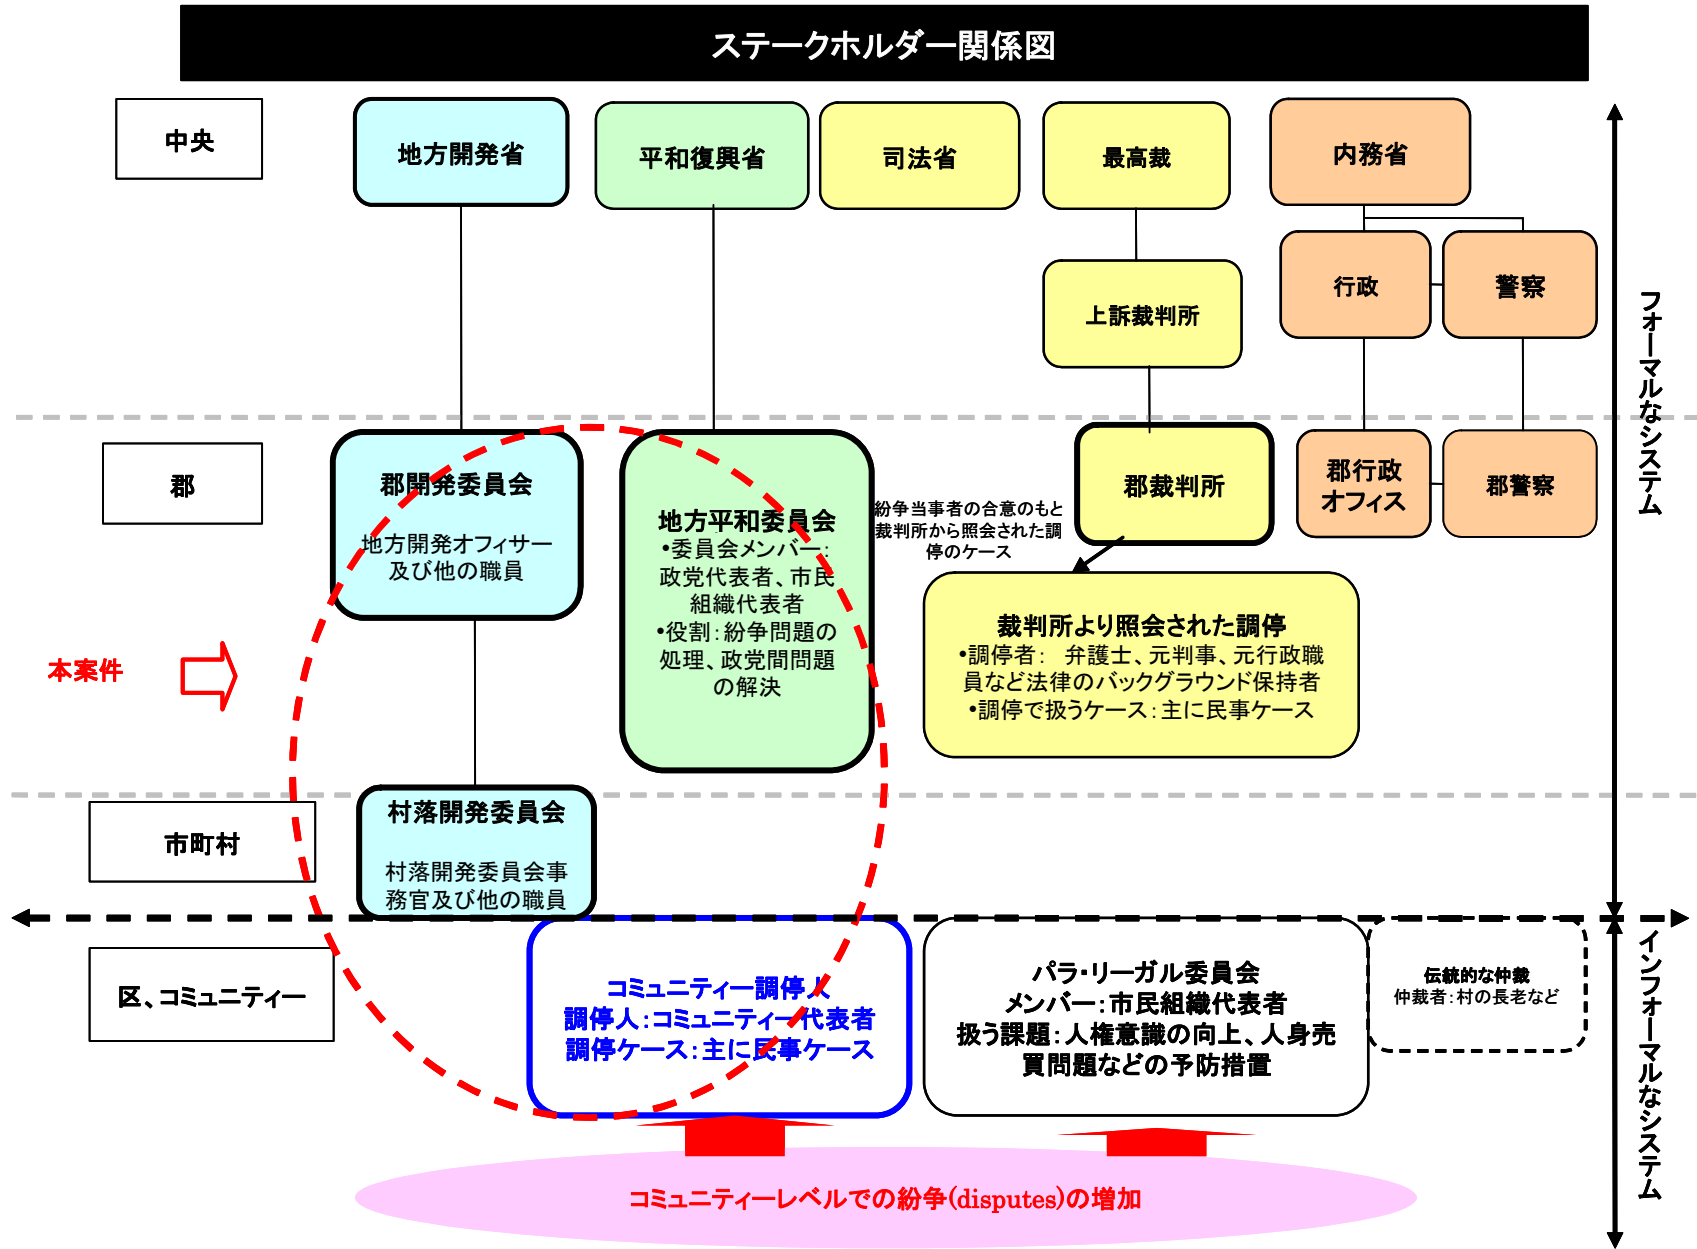 ステークホルダー関係図
中央
地方開発省
平和復興省
司法省
最高裁
内務省
行政
警察
上訴裁判所
フォーマルなシステム
郡
郡開発委員会
地方開発オフィサー
及び他の職員
地方平和委員会
•委員会メンバー：
政党代表者、市民
組織代表者
•役割：紛争問題の
処理、政党間問題
の解決
紛争当事者の合意のもと
裁判所から照会された調
停のケース
郡裁判所
郡行政
オフィス
郡警察
裁判所より照会された調停
•調停者：　弁護士、元判事、元行政職
員など法律のバックグラウンド保持者
•調停で扱うケース：主に民事ケース
本案件
市町村
村落開発委員会
村落開発委員会事
務官及び他の職員
区、コミュニティー
コミュニティー調停人
調停人：コミュニティー代表者
調停ケース：主に民事ケース
パラ・リーガル委員会
メンバー：市民組織代表者
扱う課題：人権意識の向上、人身売
買問題などの予防措置
伝統的な仲裁
仲裁者：村の長老など
インフォーマルなシステム
コミュニティーレベルでの紛争(disputes)の増加